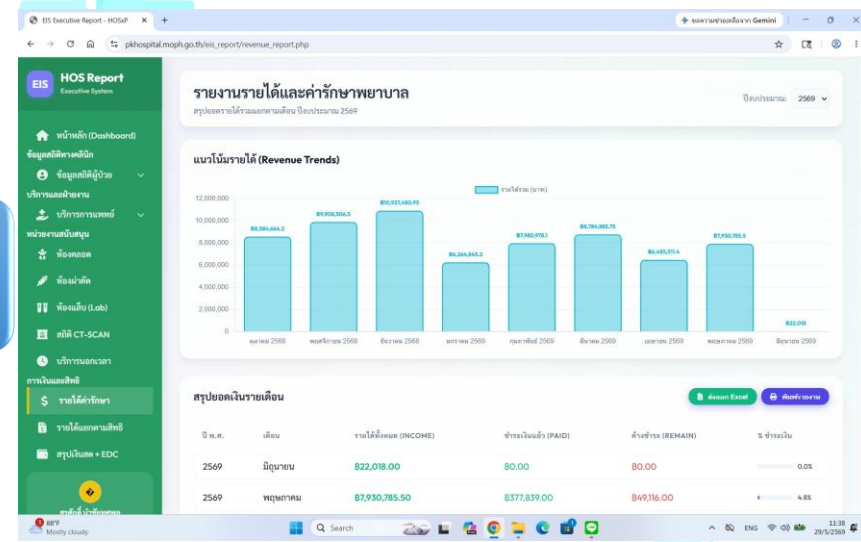 EIS Executive Report - HOSxP
ขอความช่วยเหลือจาก Gemini
pkhospital.moph.go.th/eis_report/revenue_report.php
EIS
HOS Report
Executive System
หน้าหลัก (Dashboard)
ข้อมูลสถิติทางคลินิก
ข้อมูลสถิติผู้ป่วย
บริการและฝ่ายงาน
บริการการแพทย์
หน่วยงานสนับสนุน
ห้องคลอด
ห้องผ่าตัด
ห้องแล็บ (Lab)
สถิติ CT-SCAN
บริการนอกเวลา
การเงินและสิทธิ
รายได้ค่ารักษา
รายได้แยกตามสิทธิ
สรุปเงินสด + EDC
รายงานรายได้และค่ารักษาพยาบาล
สรุปยอดรายได้รวมแยกตามเดือน ปีงบประมาณ 2569
ปีงบประมาณ: 2569
แนวโน้มรายได้ (Revenue Trends)
รายได้รวม (บาท)
12,000,000
10,000,000
8,000,000
6,000,000
4,000,000
2,000,000
0
฿8,584,664.2
฿9,908,506.5
฿10,927,480.93
฿6,264,843.2
฿7,980,978.1
฿8,784,885.75
฿6,485,511.4
฿7,930,785.5
฿22,018
ตุลาคม 2568
พฤศจิกายน 2568
ธันวาคม 2568
มกราคม 2569
กุมภาพันธ์ 2569
มีนาคม 2569
เมษายน 2569
พฤษภาคม 2569
มิถุนายน 2569
สรุปยอดเงินรายเดือน
ส่งออก Excel
พิมพ์รายงาน
ปี พ.ศ. เดือน รายได้ทั้งหมด (INCOME) ชำระเงินแล้ว (PAID) ค้างชำระ (REMAIN) % ชำระเงิน
2569 มิถุนายน ฿22,018.00 ฿0.00 ฿0.00 0.0%
2569 พฤษภาคม ฿7,930,785.50 ฿377,839.00 ฿49,116.00 4.8%
88°F
Mostly cloudy
Search
ENG
11:38
29/5/2569